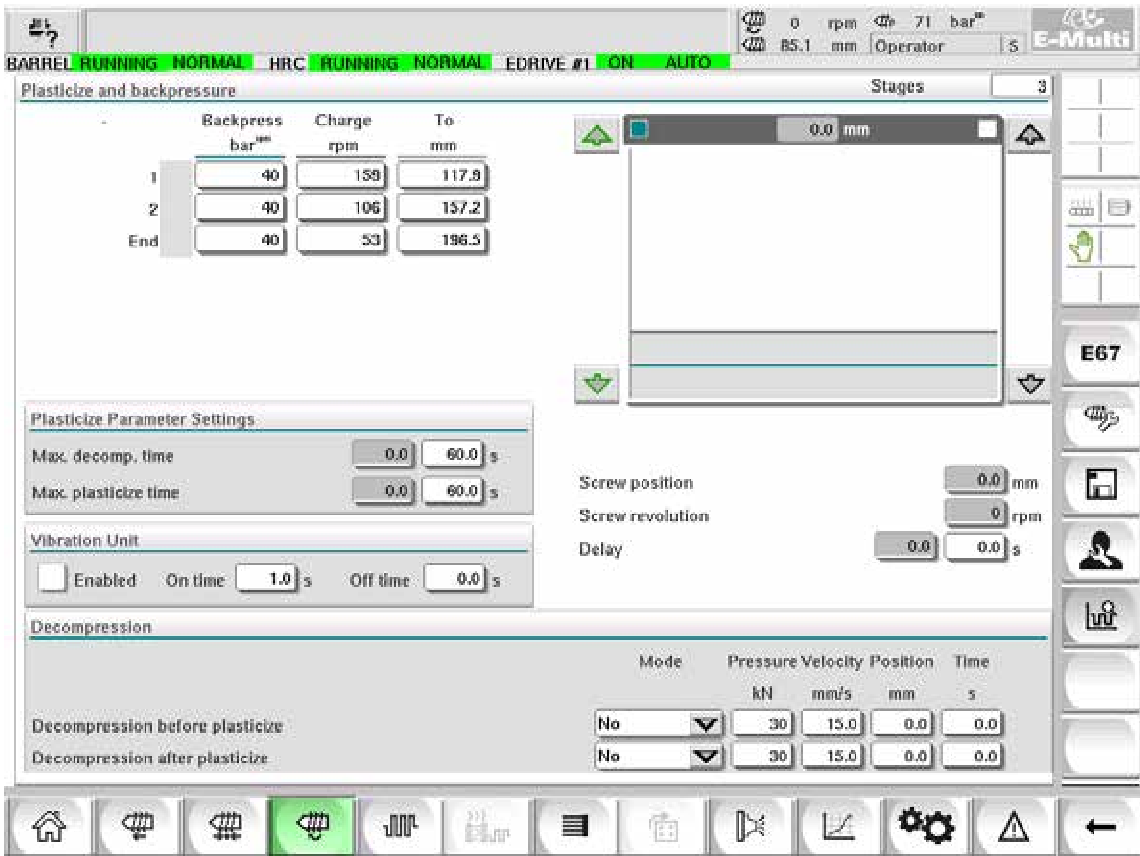 0 rpm 71 bar
85.1 mm Operator S E-Multi
BARREL RUNNING NORMAL HRC RUNNING NORMAL EDRIVE #1 ON AUTO
Plasticize and backpressure Stages 3
Backpress Charge To
bar rpm mm
0.0 mm
1 40 159 117.9
2 40 106 157.2
End 40 53 196.5
E67
Plasticize Parameter Settings
Max. decomp. time 0.0 60.0 s
Max. plasticize time 0.0 60.0 s
Screw position 0.0 mm
Screw revolution 0 rpm
Delay 0.0 0.0 s
Vibration Unit
Enabled On time 1.0 s Off time 0.0 s
Decompression
Mode Pressure Velocity Position Time
kN mm/s mm s
Decompression before plasticize No 30 15.0 0.0 0.0
Decompression after plasticize No 30 15.0 0.0 0.0